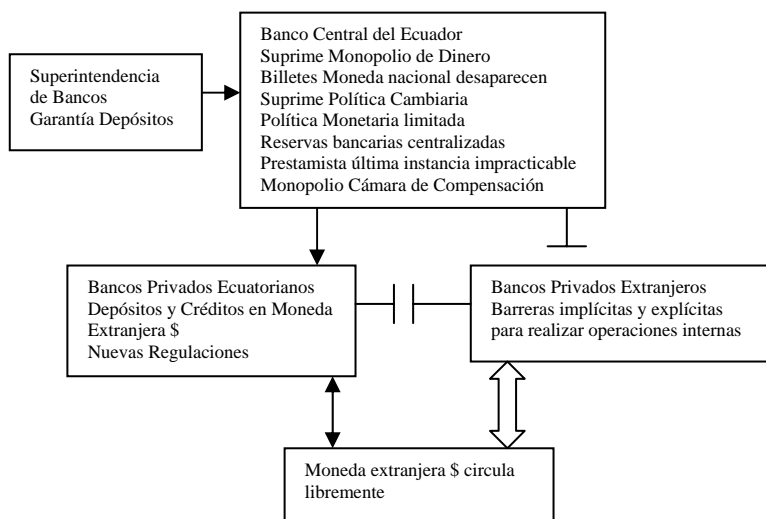 Banco Central del Ecuador
Suprime Monopolio de Dinero
Billetes Moneda nacional desaparecen
Suprime Política Cambiaria
Política Monetaria limitada
Reservas bancarias centralizadas
Prestamista última instancia impracticable
Monopolio Cámara de Compensación
Superintendencia
de Bancos
Garantía Depósitos
Bancos Privados Ecuatorianos
Depósitos y Créditos en Moneda
Extranjera $
Nuevas Regulaciones
Bancos Privados Extranjeros
Barreras implícitas y explícitas
para realizar operaciones internas
Moneda extranjera $ circula
libremente